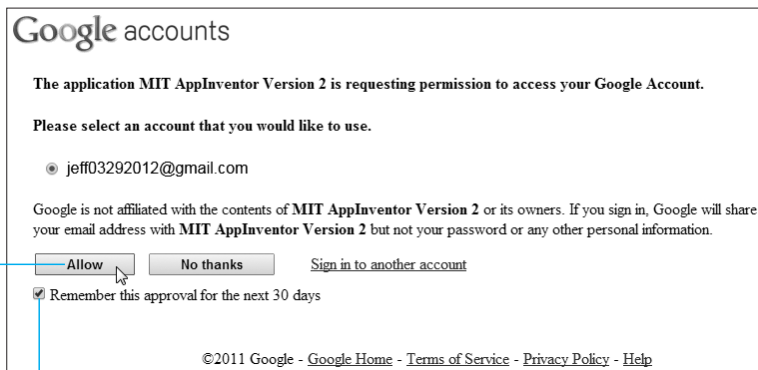 Google accounts
The application MIT AppInventor Version 2 is requesting permission to access your Google Account.
Please select an account that you would like to use.
jeff03292012@gmail.com
Google is not affiliated with the contents of MIT AppInventor Version 2 or its owners. If you sign in, Google will share
your email address with MIT AppInventor Version 2 but not your password or any other personal information.
Allow No thanks Sign in to another account
Remember this approval for the next 30 days
©2011 Google - Google Home - Terms of Service - Privacy Policy - Help